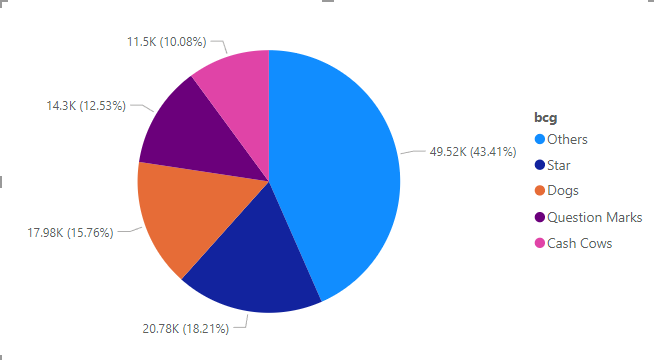 11.5K (10.08%)
14.3K (12.53%)
49.52K (43.41%)
17.98K (15.76%)
20.78K (18.21%)
bcg
Others
Star
Dogs
Question Marks
Cash Cows